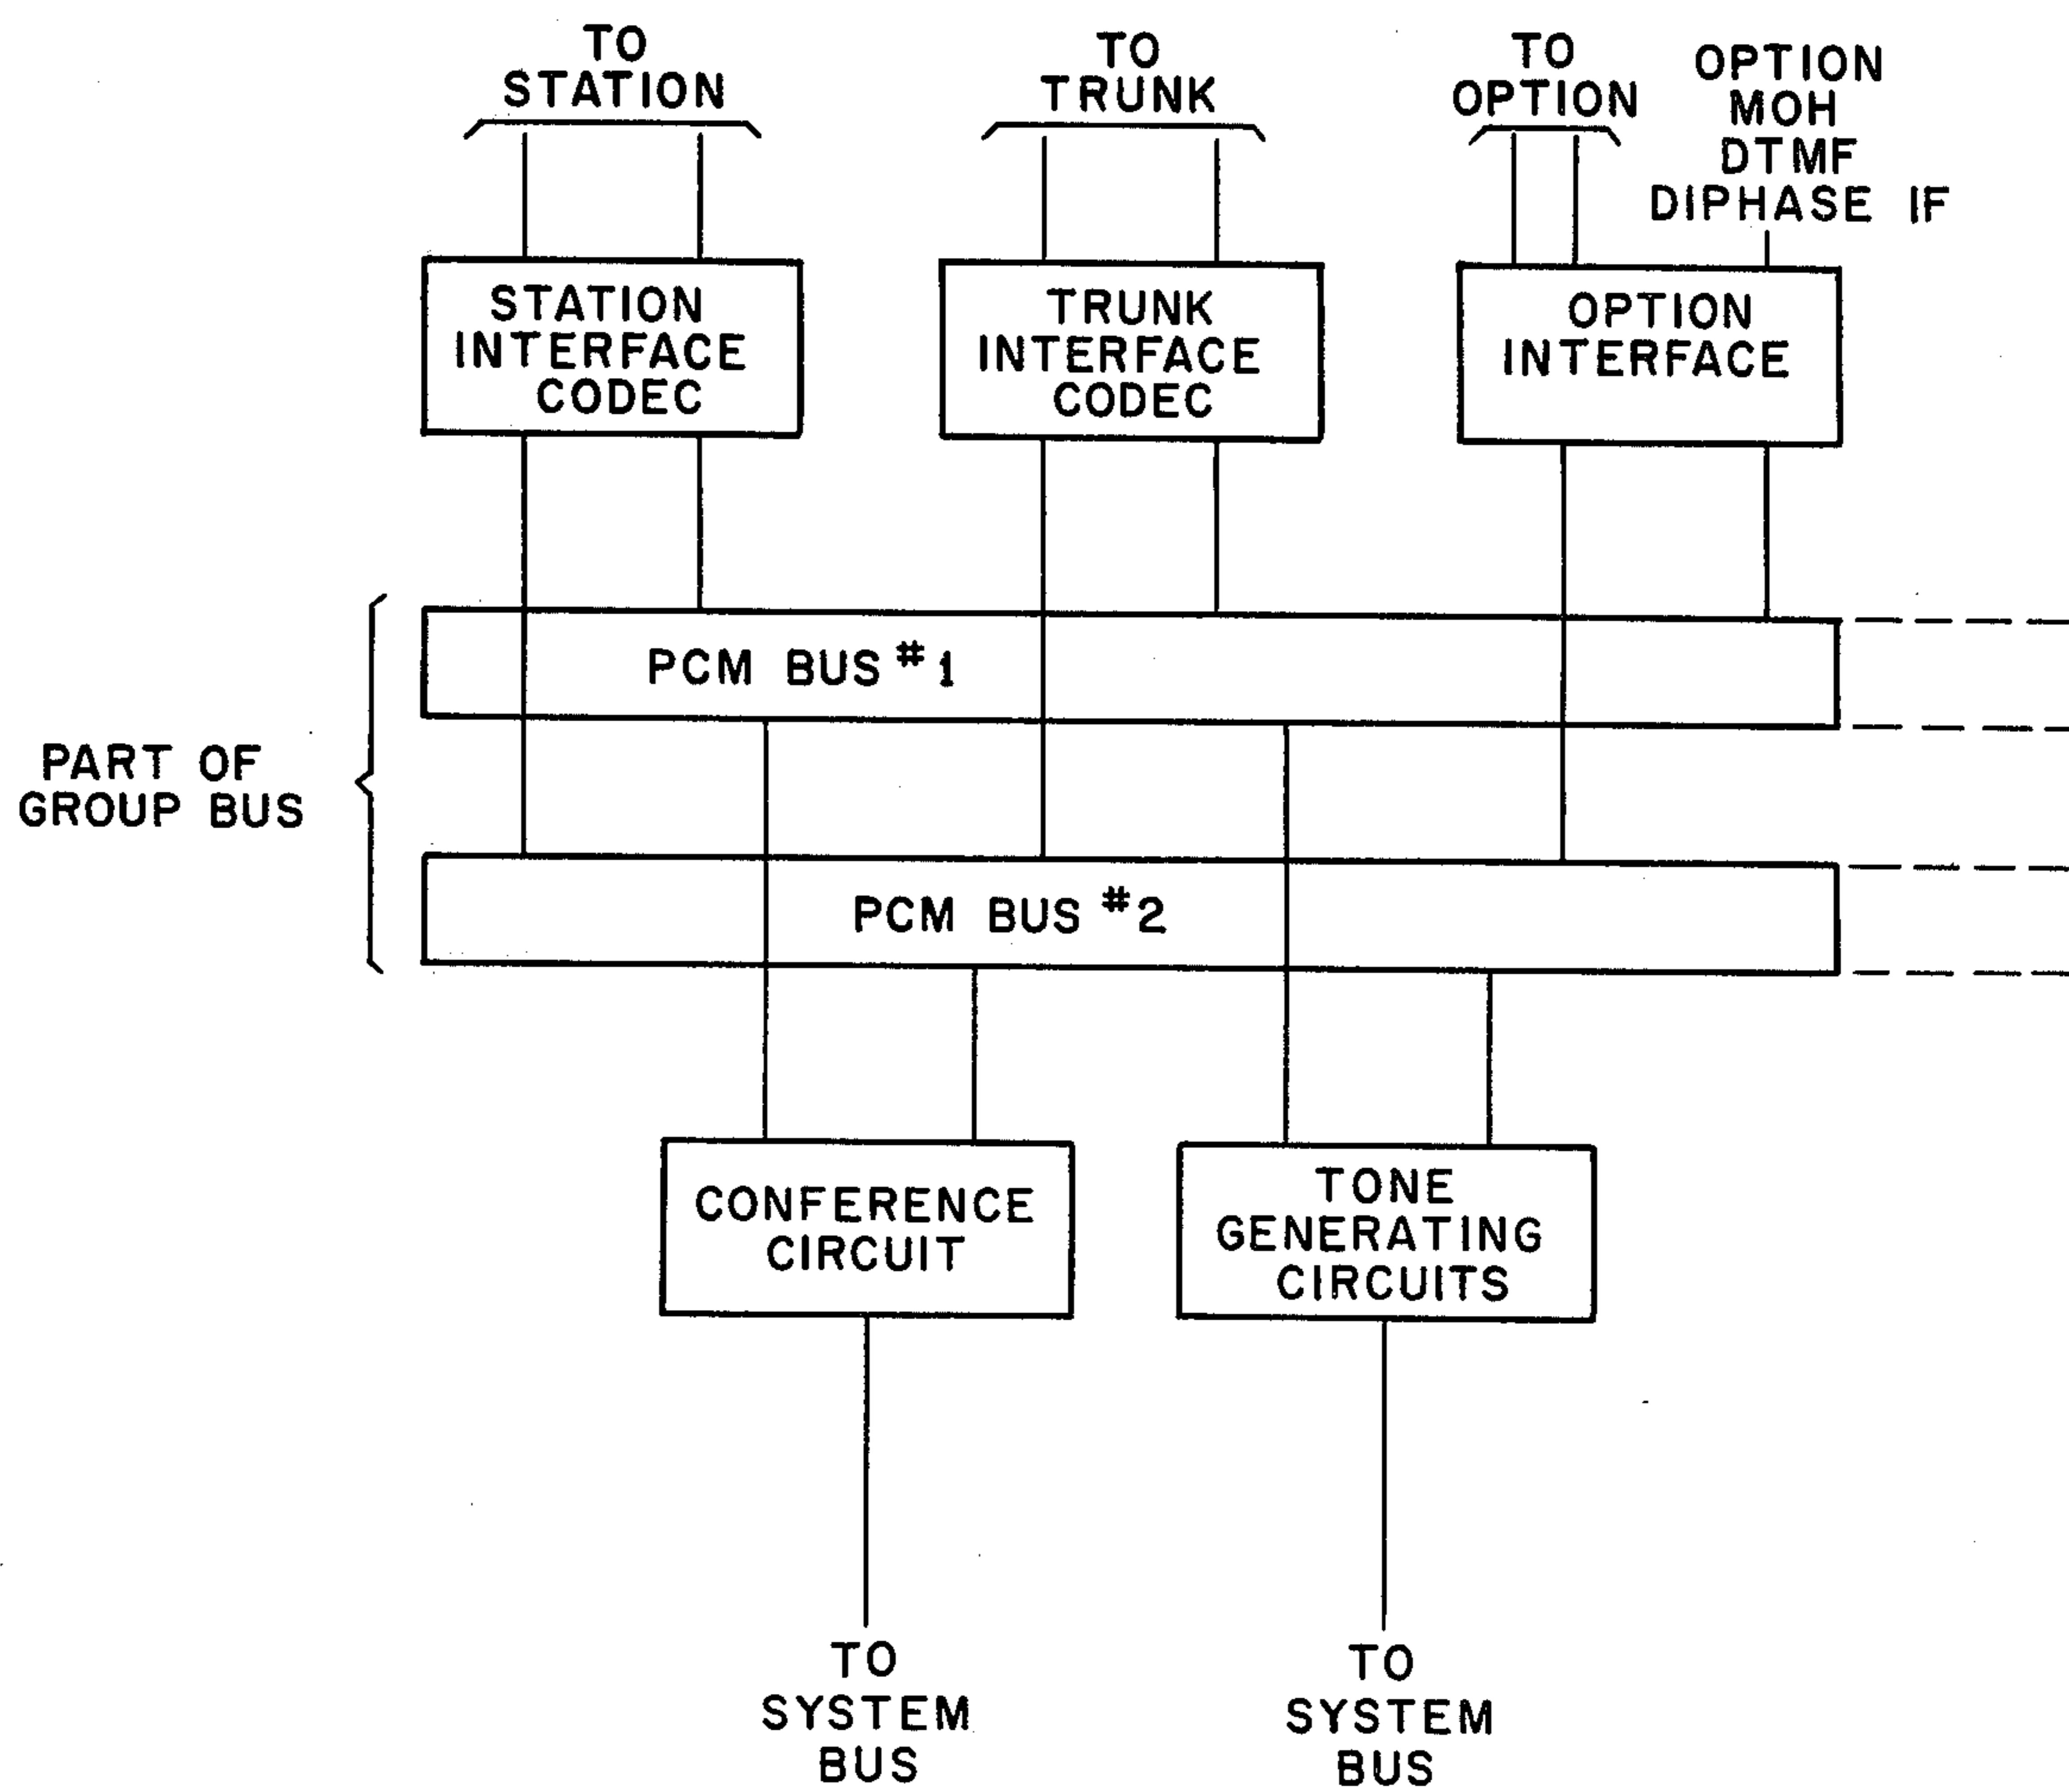 TO
STATION
TO
TRUNK
TO
OPTION
OPTION
MOH
DTMF
DIPHASE IF
STATION
INTERFACE
CODEC
TRUNK
INTERFACE
CODEC
OPTION
INTERFACE
PCM BUS #1
PART OF
GROUP BUS
PCM BUS #2
CONFERENCE
CIRCUIT
TONE
GENERATING
CIRCUITS
TO
SYSTEM
BUS
TO
SYSTEM
BUS